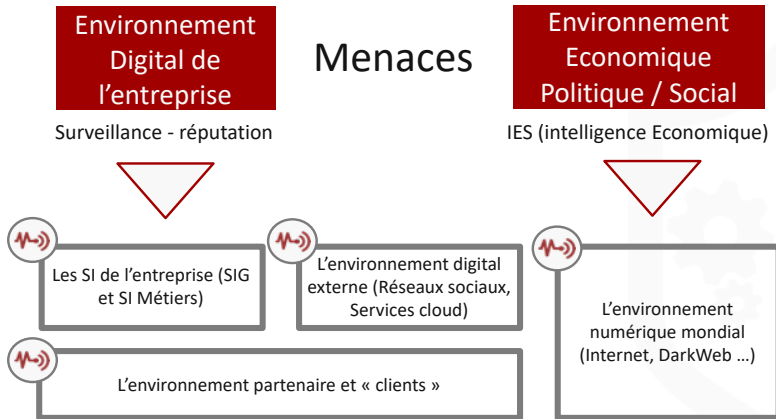 Environnement
Digital de
l’entreprise
Menaces
Environnement
Economique
Politique / Social
Surveillance - réputation
IES (intelligence Economique)
Les SI de l’entreprise (SIG
et SI Métiers)
L’environnement digital
externe (Réseaux sociaux,
Services cloud)
L’environnement
numérique mondial
(Internet, DarkWeb …)
L’environnement partenaire et « clients »